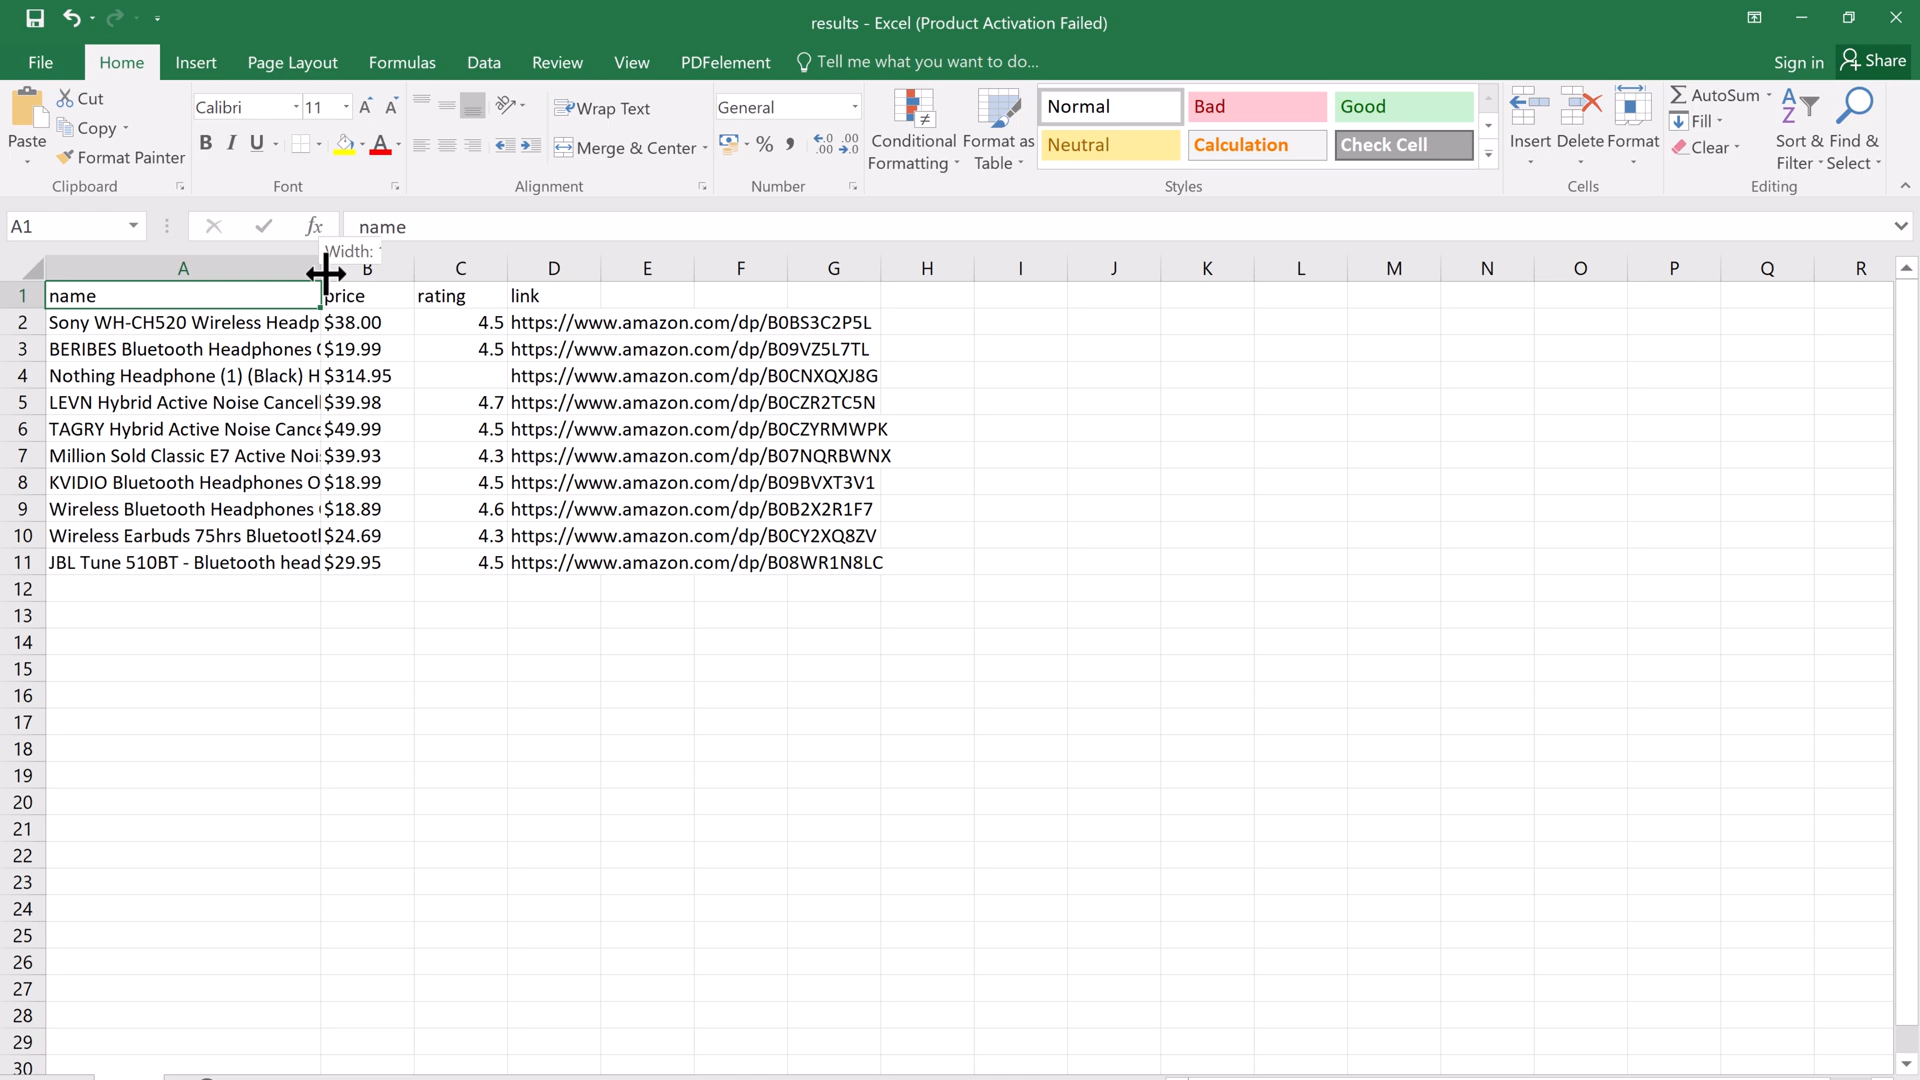 results - Excel (Product Activation Failed)
File Home Insert Page Layout Formulas Data Review View PDFelement Tell me what you want to do... Sign in Share
Paste Cut Copy Format Painter Clipboard
Calibri 11 A A B I U A Font
Wrap Text Merge & Center Alignment
General % , .0 .00 Number
Conditional Formatting Format as Table Normal Bad Good Neutral Calculation Check Cell Styles
Insert Delete Format Cells
AutoSum Fill Clear Sort & Filter Find & Select Editing
A1 fx name
Width:
A B C D E F G H I J K L M N O P Q R
1 name price rating link
2 Sony WH-CH520 Wireless Headp $38.00 4.5 https://www.amazon.com/dp/B0BS3C2P5L
3 BERIBES Bluetooth Headphones $19.99 4.5 https://www.amazon.com/dp/B09VZ5L7TL
4 Nothing Headphone (1) (Black) H $314.95 https://www.amazon.com/dp/B0CNXQXJ8G
5 LEVN Hybrid Active Noise Cancel $39.98 4.7 https://www.amazon.com/dp/B0CZR2TC5N
6 TAGRY Hybrid Active Noise Cance $49.99 4.5 https://www.amazon.com/dp/B0CZYRMWPK
7 Million Sold Classic E7 Active Noi $39.93 4.3 https://www.amazon.com/dp/B07NQRBWNX
8 KVIDIO Bluetooth Headphones O $18.99 4.5 https://www.amazon.com/dp/B09BVXT3V1
9 Wireless Bluetooth Headphones $18.89 4.6 https://www.amazon.com/dp/B0B2X2R1F7
10 Wireless Earbuds 75hrs Bluetoot $24.69 4.3 https://www.amazon.com/dp/B0CY2XQ8ZV
11 JBL Tune 510BT - Bluetooth head $29.95 4.5 https://www.amazon.com/dp/B08WR1N8LC
12
13
14
15
16
17
18
19
20
21
22
23
24
25
26
27
28
29
30